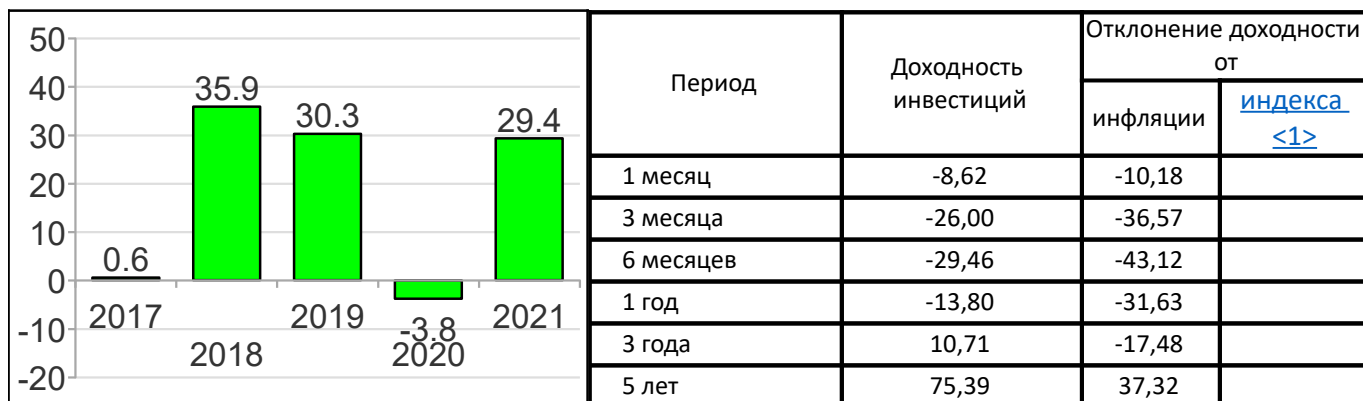 50
40
30
20
10
0
-10
-20
0.6
35.9
30.3
-3.8
29.4
2017
2018
2019
2020
2021
Период
Доходность
инвестиций
Отклонение доходности
от
инфляции
индекса
<1>
1 месяц -8,62 -10,18
3 месяца -26,00 -36,57
6 месяцев -29,46 -43,12
1 год -13,80 -31,63
3 года 10,71 -17,48
5 лет 75,39 37,32